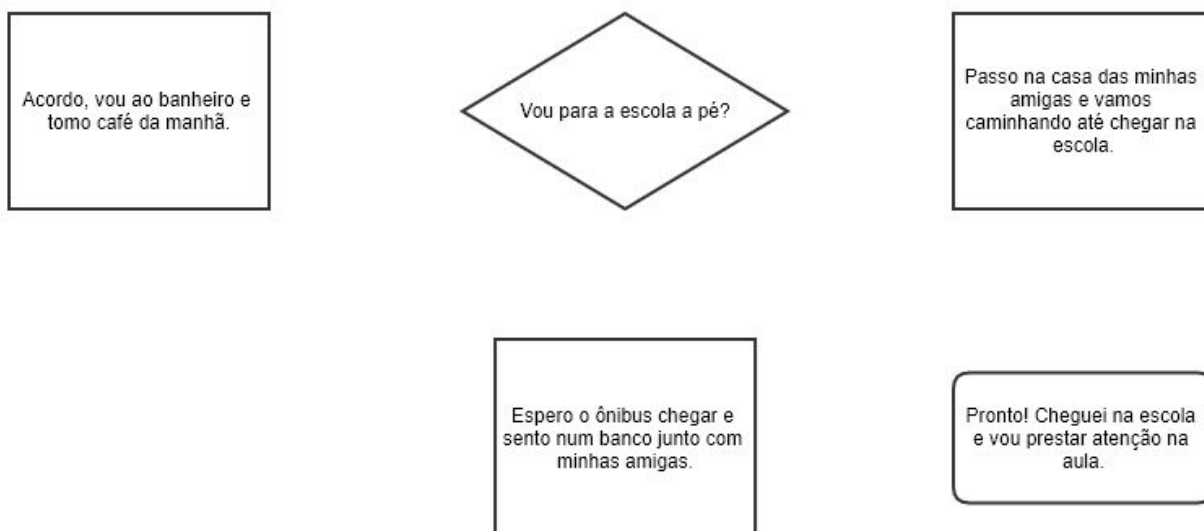 Acordo, vou ao banheiro e
tomo café da manhã.
Vou para a escola a pé?
Passo na casa das minhas
amigas e vamos
caminhando até chegar na
escola.
Espero o ônibus chegar e
sento num banco junto com
minhas amigas.
Pronto! Cheguei na escola
e vou prestar atenção na
aula.